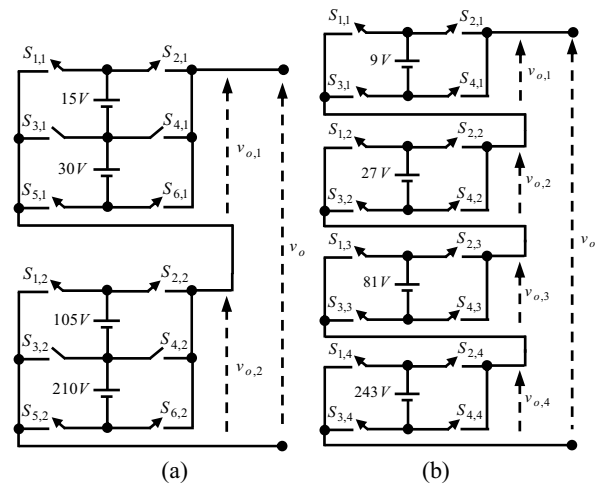 S1,1
S2,1
15V
S3,1
S4,1
30V
S5,1
S6,1
vo,1
vo
S1,2
S2,2
105V
S3,2
S4,2
210V
S5,2
S6,2
vo,2
(a)
S1,1
S2,1
9V
S3,1
S4,1
vo,1
S1,2
S2,2
27V
S3,2
S4,2
vo,2
vo
S1,3
S2,3
81V
S3,3
S4,3
vo,3
S1,4
S2,4
243V
S3,4
S4,4
vo,4
(b)